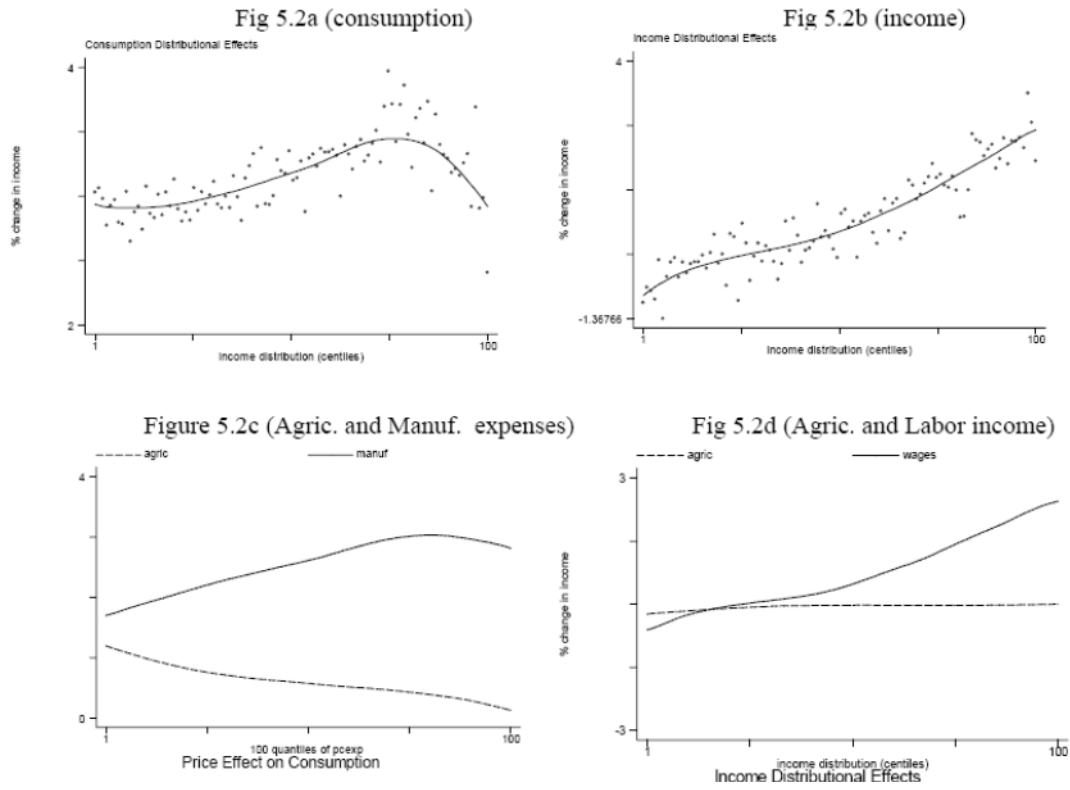 Fig 5.2a (consumption)
Consumption Distributional Effects
4
% change in income
2
1
100
Income distribution (centiles)
Fig 5.2b (income)
Income Distributional Effects
4
% change in income
-1.36766
1
100
Income distribution (centiles)
Figure 5.2c (Agric. and Manuf. expenses)
agric
manuf
4
0
1
100
100 quantiles of pcexp
Price Effect on Consumption
Fig 5.2d (Agric. and Labor income)
agric
wages
3
% change in income
-3
1
100
income distribution (centiles)
Income Distributional Effects